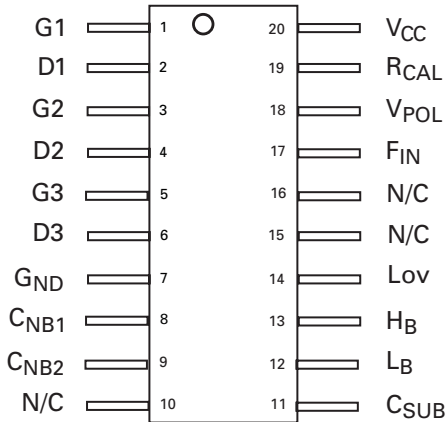 G1 1 20 VCC
D1 2 19 RCAL
G2 3 18 VPOL
D2 4 17 FIN
G3 5 16 N/C
D3 6 15 N/C
GND 7 14 Lov
CNB1 8 13 HB
CNB2 9 12 LB
N/C 10 11 CSUB